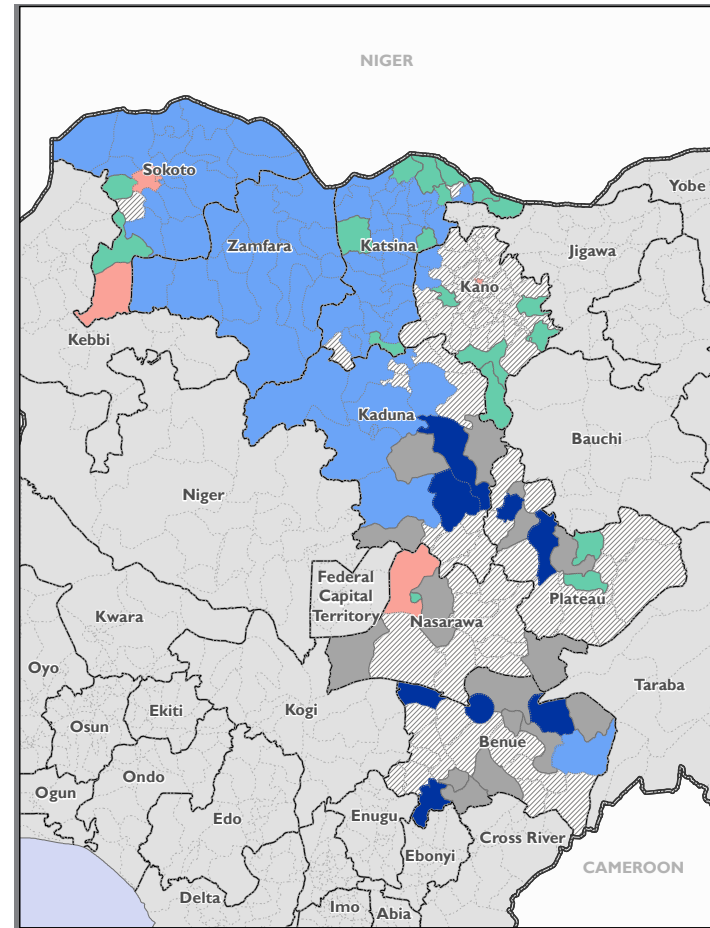 NIGER
Sokoto
Yobe
Zamfara
Katsina
Jigawa
Kano
Kebbi
Kaduna
Bauchi
Niger
Federal
Capital
Territory
Plateau
Kwara
Nasarawa
Oyo
Taraba
Ekiti
Kogi
Osun
Benue
Ondo
Ogun
Enugu
Edo
Cross River
Ebonyi
CAMEROON
Delta
Imo
Abia